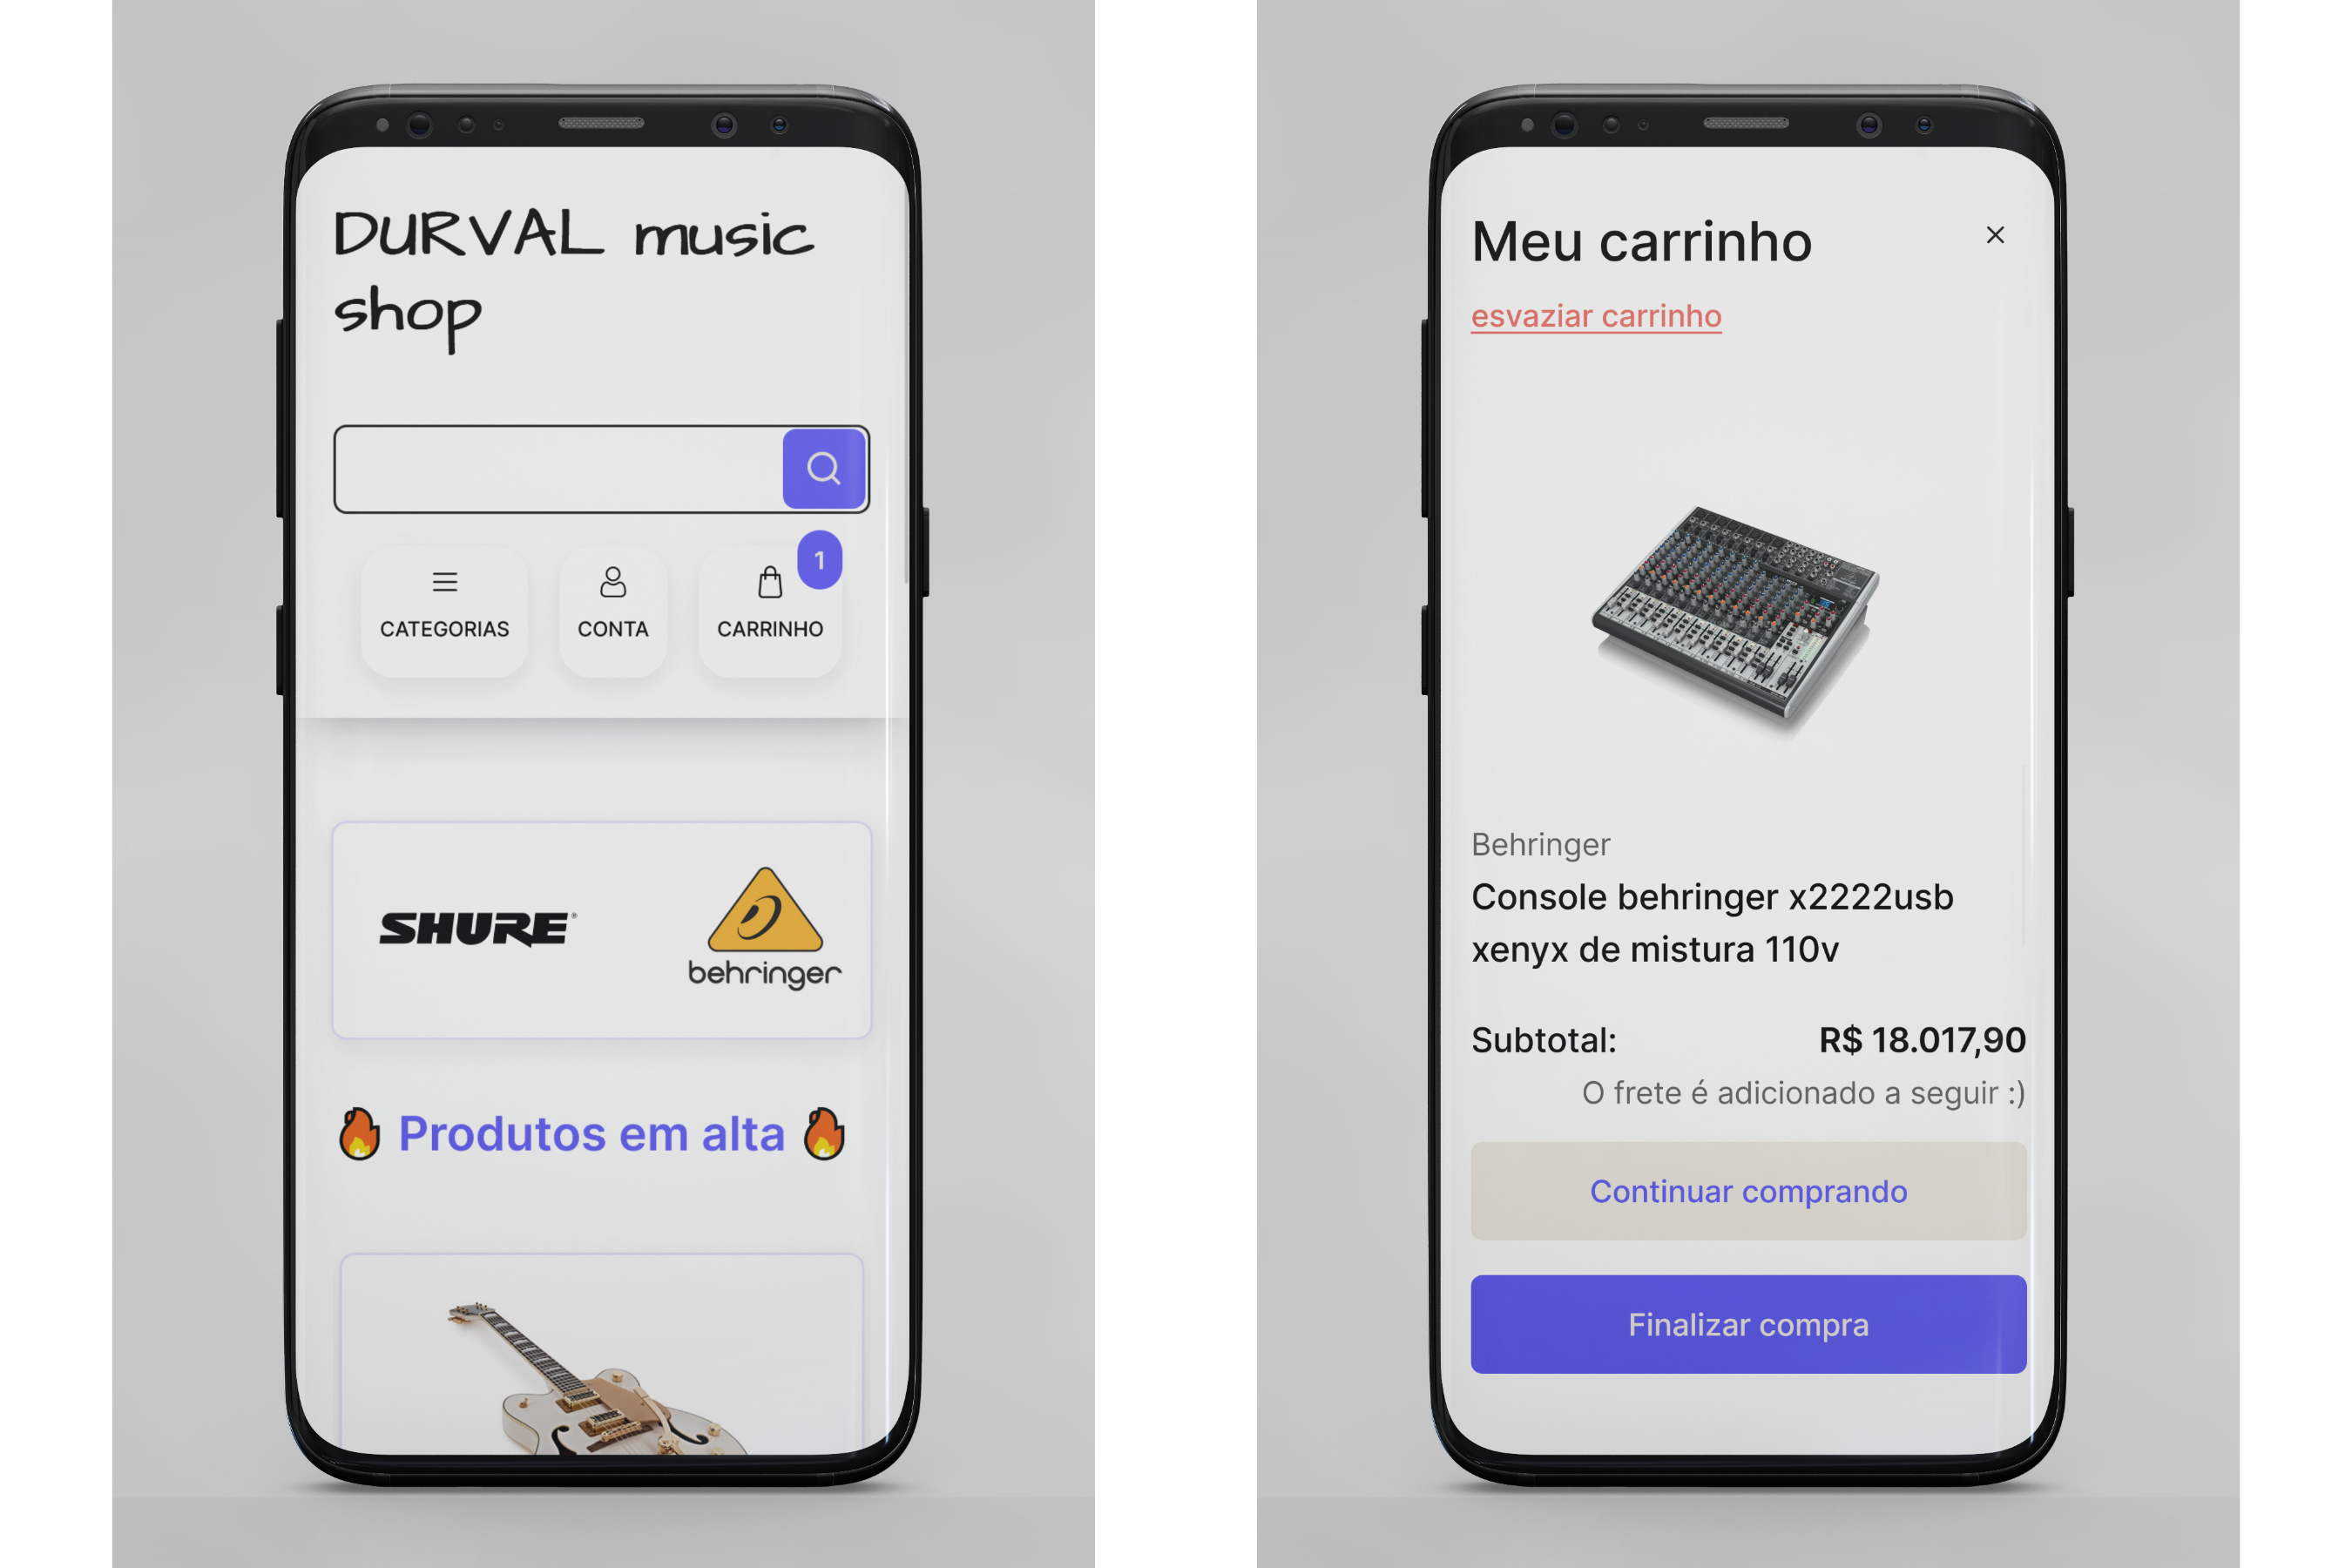 DURVAL music
shop
1
CATEGORIAS
CONTA
CARRINHO
SHURE®
behringer
🔥 Produtos em alta 🔥
Meu carrinho
esvaziar carrinho
Behringer
Console behringer x2222usb
xenyx de mistura 110v
Subtotal: R$ 18.017,90
O frete é adicionado a seguir :)
Continuar comprando
Finalizar compra